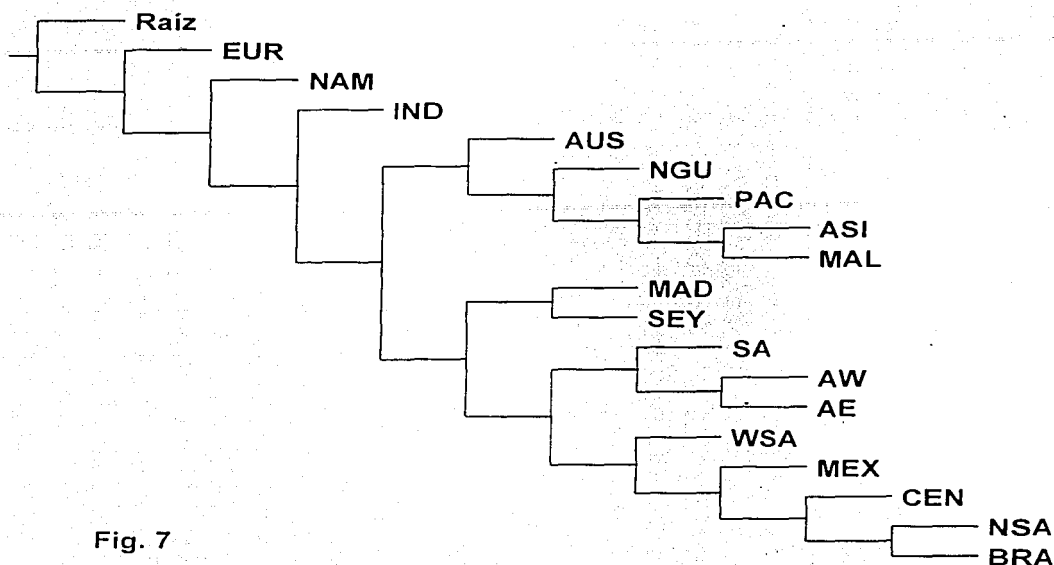 Raíz
EUR
NAM
IND
AUS
NGU
PAC
ASI
MAL
MAD
SEY
SA
AW
AE
WSA
MEX
CEN
NSA
BRA
Fig. 7